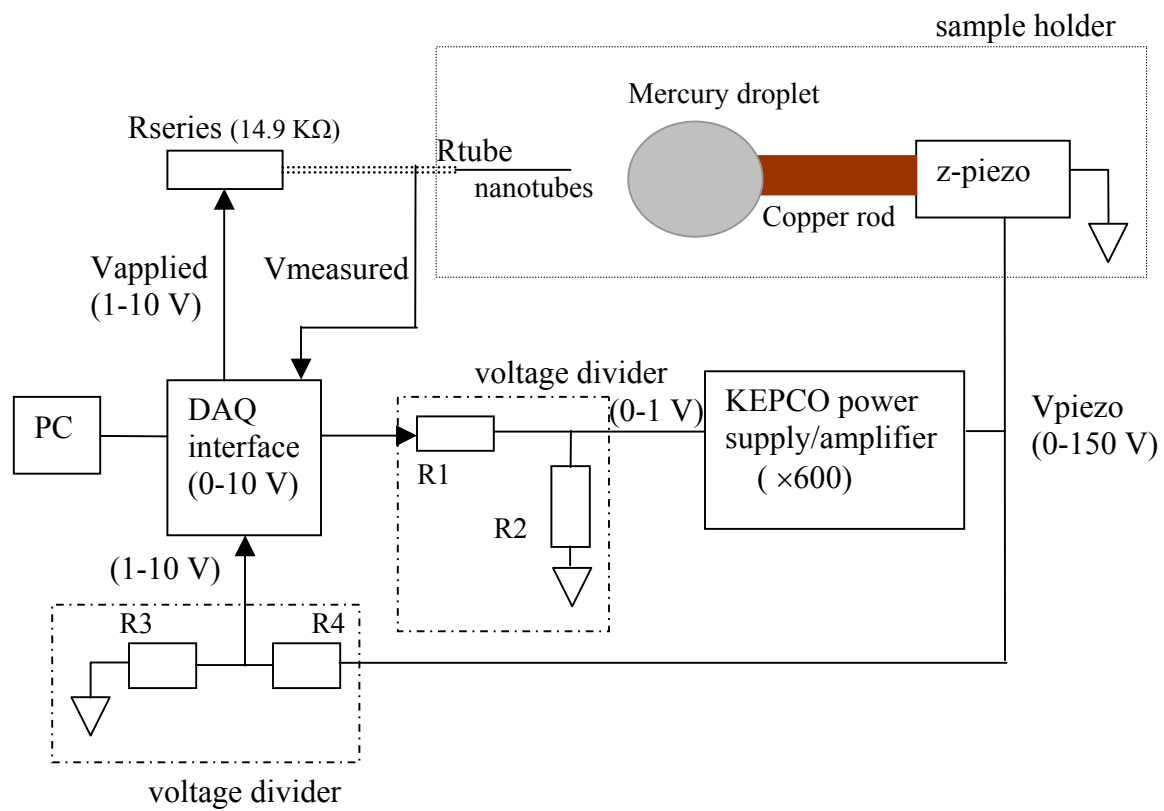 sample holder
Mercury droplet
Rseries (14.9 KΩ)
Rtube
nanotubes
z-piezo
Copper rod
Vapplied
(1-10 V)
Vmeasured
voltage divider
(0-1 V)
PC
DAQ
interface
(0-10 V)
R1
R2
KEPCO power
supply/amplifier
( ×600)
Vpiezo
(0-150 V)
(1-10 V)
R3
R4
voltage divider